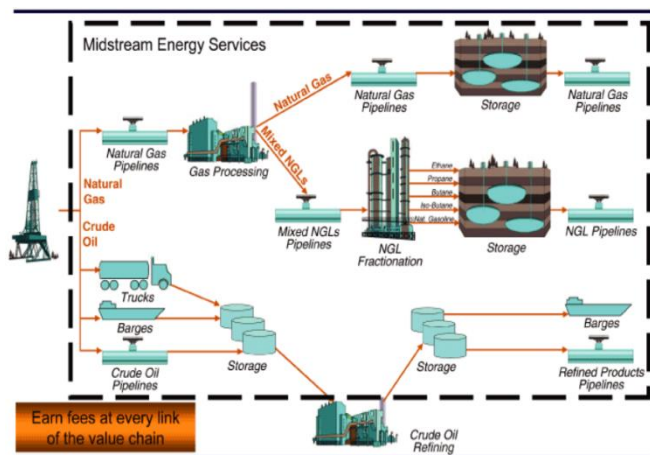 Midstream Energy Services
Natural Gas
Natural Gas
Pipelines
Storage
Natural Gas
Pipelines
Natural Gas
Pipelines
Gas Processing
Mixed NGLs
Ethane
Propane
Butane
Iso-Butane
Nat. Gasoline
Natural
Gas
Crude
Oil
Mixed NGLs
Pipelines
NGL
Fractionation
Storage
NGL Pipelines
Trucks
Barges
Crude Oil
Pipelines
Storage
Storage
Barges
Refined Products
Pipelines
Earn fees at every link
of the value chain
Crude Oil
Refining